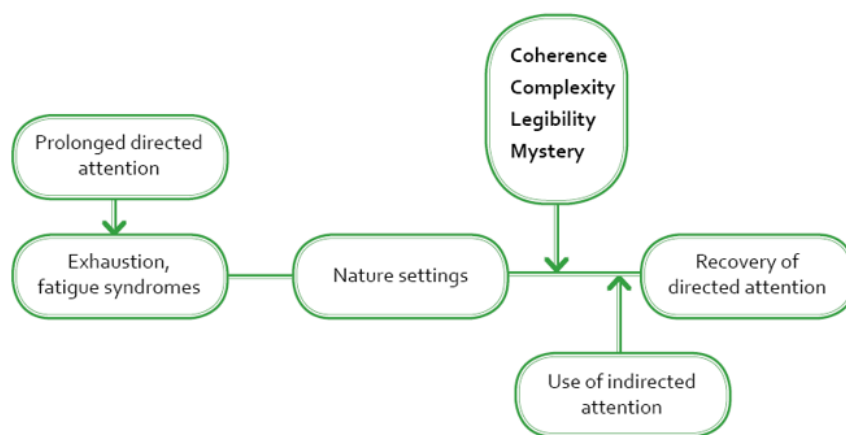 Coherence
Complexity
Legibility
Mystery
Prolonged directed
attention
Exhaustion,
fatigue syndromes
Nature settings
Recovery of
directed attention
Use of indirected
attention